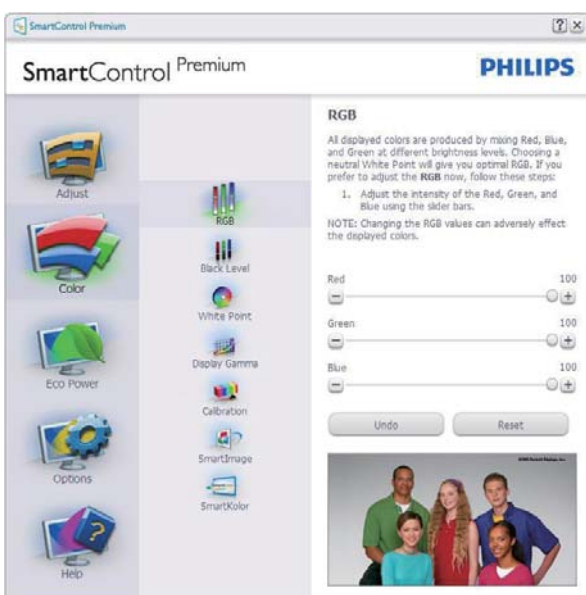 SmartControl Premium
SmartControl Premium
PHILIPS
Adjust
Color
Eco Power
Options
Help
RGB
Black Level
White Point
Display Gamma
Calibration
SmartImage
SmartKolor
RGB
All displayed colors are produced by mixing Red, Blue,
and Green at different brightness levels. Choosing a
neutral White Point will give you optimal RGB. If you
prefer to adjust the RGB now, follow these steps:
1. Adjust the intensity of the Red, Green, and
Blue using the slider bars.
NOTE: Changing the RGB values can adversely effect
the displayed colors.
Red 100
Green 100
Blue 100
Undo Reset